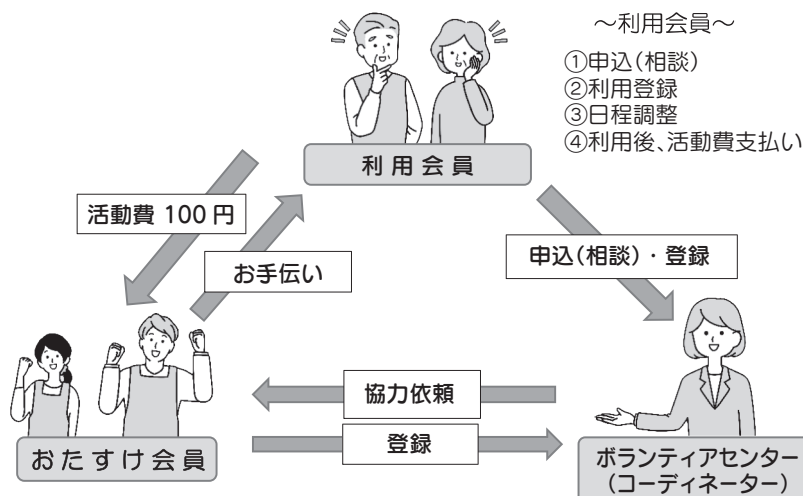 ～利用会員～
①申込(相談)
②利用登録
③日程調整
④利用後、活動費支払い
利用会員
活動費 100 円
お手伝い
申込(相談)・登録
協力依頼
登録
おたすけ会員
ボランティアセンター
(コーディネーター)